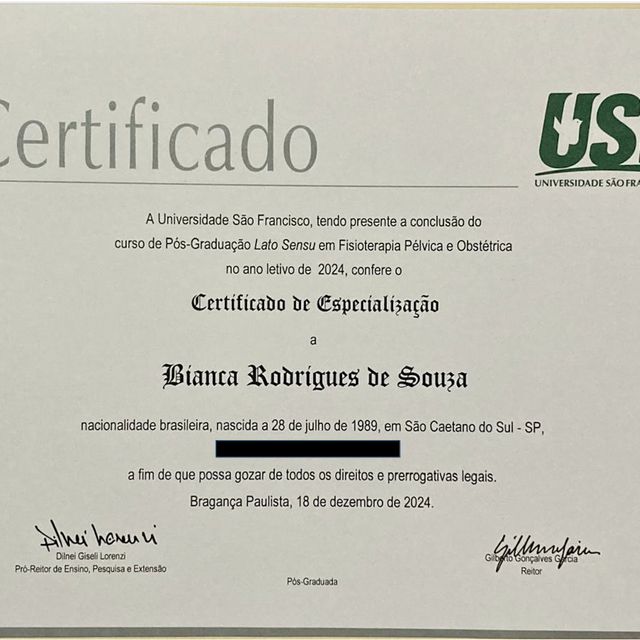 Certificado
US
UNIVERSIDADE SÃO
A Universidade São Francisco, tendo presente a conclusão do
curso de Pós-Graduação Lato Sensu em Fisioterapia Pélvica e Obstétrica
no ano letivo de 2024, confere o
Certificado de Especialização
a
Bianca Rodrigues de Souza
nacionalidade brasileira, nascida a 28 de julho de 1989, em São Caetano do Sul - SP,
a fim de que possa gozar de todos os direitos e prerrogativas legais.
Bragança Paulista, 18 de dezembro de 2024.
Dilnei Lorenzi
Dilnei Giseli Lorenzi
Pró-Reitor de Ensino, Pesquisa e Extensão
Gilberto Gonçalves Garcia
Reitor
Pós-Graduada